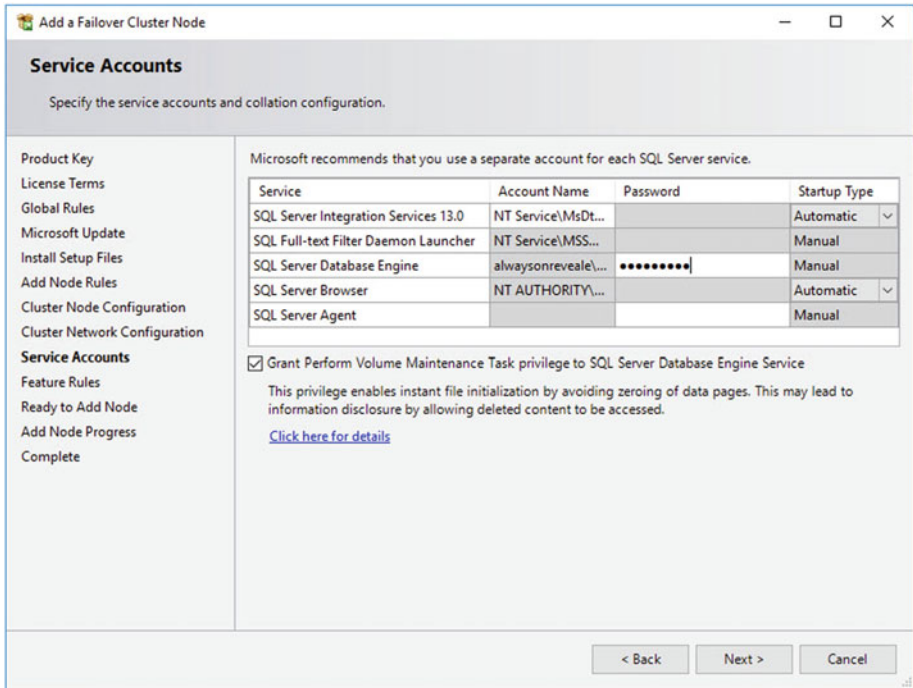 Add a Failover Cluster Node
Service Accounts
Specify the service accounts and collation configuration.
Product Key
License Terms
Global Rules
Microsoft Update
Install Setup Files
Add Node Rules
Cluster Node Configuration
Cluster Network Configuration
Service Accounts
Feature Rules
Ready to Add Node
Add Node Progress
Complete
Microsoft recommends that you use a separate account for each SQL Server service.
Service Account Name Password Startup Type
SQL Server Integration Services 13.0 NT Service\MsDt... Automatic
SQL Full-text Filter Daemon Launcher NT Service\MSS... Manual
SQL Server Database Engine alwaysonreveale\... ●●●●●●●●● Manual
SQL Server Browser NT AUTHORITY\... Automatic
SQL Server Agent Manual
Grant Perform Volume Maintenance Task privilege to SQL Server Database Engine Service
This privilege enables instant file initialization by avoiding zeroing of data pages. This may lead to
information disclosure by allowing deleted content to be accessed.
Click here for details
< Back Next > Cancel